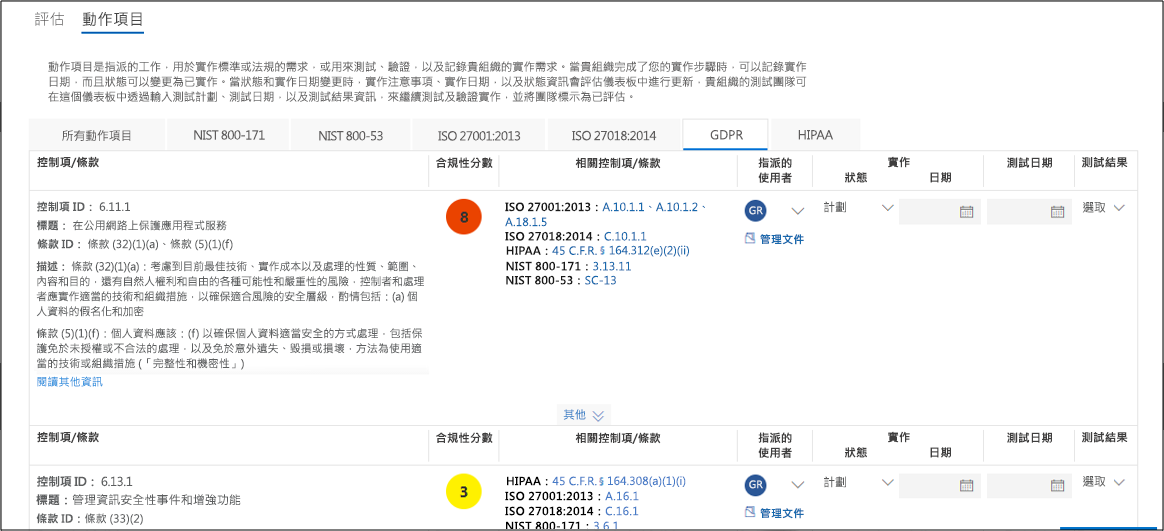 評估 動作項目
動作項目是指派的工作，用於實作標準或法規的需求，或用來測試、驗證，以及記錄貴組織的實作需求。當貴組織完成了您的實作步驟時，可以記錄實作
日期，而且狀態可以變更為已實作。當狀態和實作日期變更時，實作注意事項、實作日期，以及狀態資訊會評估儀表板中進行更新，貴組織的測試團隊可
在這個儀表板中透過輸入測試計劃、測試日期，以及測試結果資訊，來繼續測試及驗證實作，並將團隊標示為已評估。
所有動作項目 NIST 800-171 NIST 800-53 ISO 27001:2013 ISO 27018:2014 GDPR HIPAA
控制項/條款 合規性分數 相關控制項/條款 指派的 實作 測試日期 測試結果
使用者 狀態 日期
控制項 ID： 6.11.1
標題： 在公用網路上保護應用程式服務
條款 ID： 條款 (32)(1)(a)、條款 (5)(1)(f)
描述： 條款 (32)(1)(a)：考慮到目前最佳技術、實作成本以及處理的性質、範圍、
內容和目的，還有自然人權利和自由的各種可能性和嚴重性的風險，控制者和處理
者應實作適當的技術和組織措施，以確保適合風險的安全層級，酌情包括：(a) 個
人資料的假名化和加密
條款 (5)(1)(f)：個人資料應該：(f) 以確保個人資料適當安全的方式處理，包括保
護免於未授權或不合法的處理，以及免於意外遺失、毀損或損壞，方法為使用適
當的技術或組織措施 (「完整性和機密性」)
閱讀其他資訊
8
ISO 27001:2013：A.10.1.1、A.10.1.2、
A.18.1.5
ISO 27018:2014：C.10.1.1
HIPAA：45 C.F.R. § 164.312(e)(2)(ii)
NIST 800-171：3.13.11
NIST 800-53：SC-13
GR
管理文件
計劃
選取
其他
控制項/條款 合規性分數 相關控制項/條款 指派的 實作 測試日期 測試結果
使用者 狀態 日期
控制項 ID： 6.13.1
標題：管理資訊安全性事件和增強功能
條款 ID：條款 (33)(2)
3
HIPAA：45 C.F.R. § 164.308(a)(1)(i)
ISO 27001:2013：A.16.1
ISO 27018:2014：C.16.1
NIST 800-171：3.6.1
GR
管理文件
計劃
選取